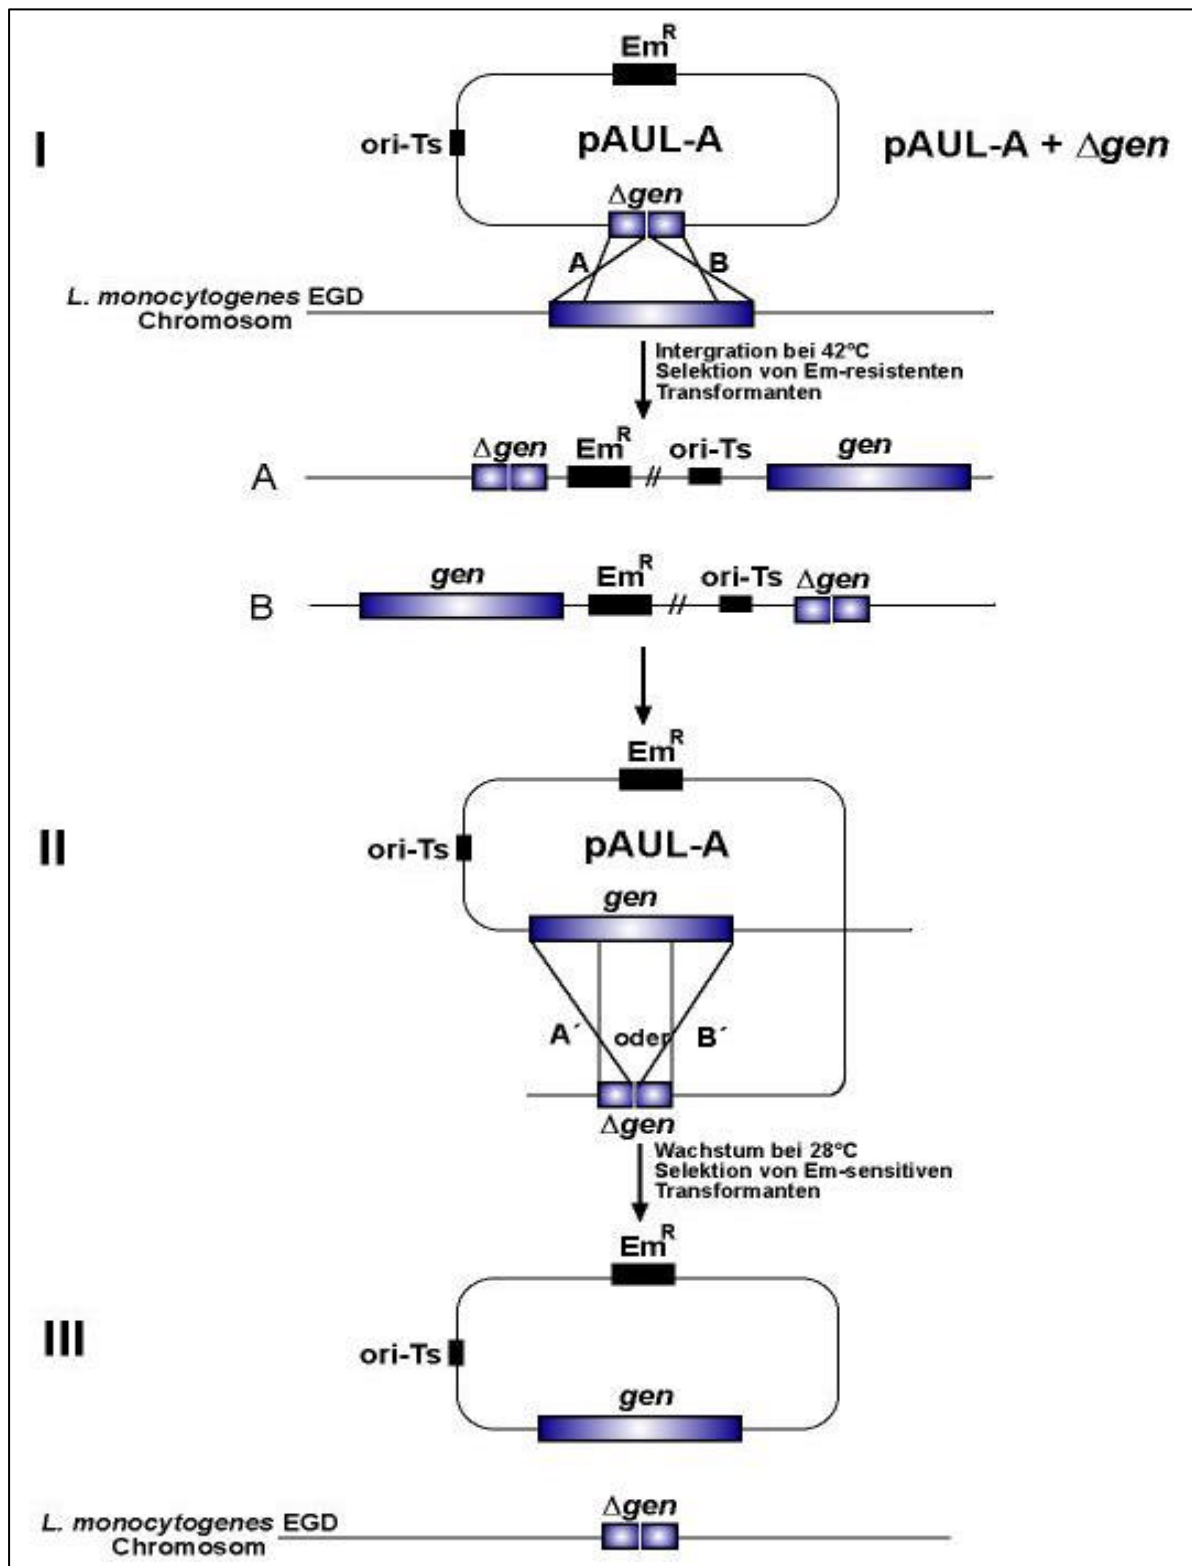 Em^R
I
ori-Ts
pAUL-A
pAUL-A + Δgen
Δgen
A
B
L. monocytogenes EGD
Chromosom
Intergration bei 42°C
Selektion von Em-resistenten
Transformanten
A
Δgen
Em^R
//
ori-Ts
gen
B
gen
Em^R
//
ori-Ts
Δgen
Em^R
II
ori-Ts
pAUL-A
gen
A´
oder
B´
Δgen
Wachstum bei 28°C
Selektion von Em-sensitiven
Transformanten
Em^R
III
ori-Ts
gen
Δgen
L. monocytogenes EGD
Chromosom